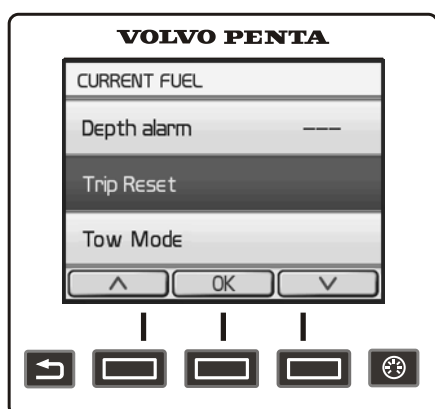 VOLVO PENTA
CURRENT FUEL
Depth alarm ---
Trip Reset
Tow Mode
OK